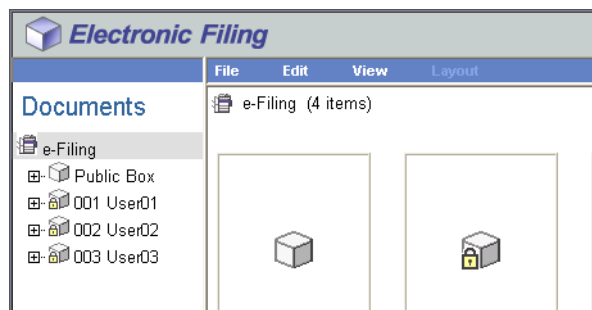 Electronic Filing
File Edit View Layout
Documents
e-Filing (4 items)
e-Filing
Public Box
001 User01
002 User02
003 User03